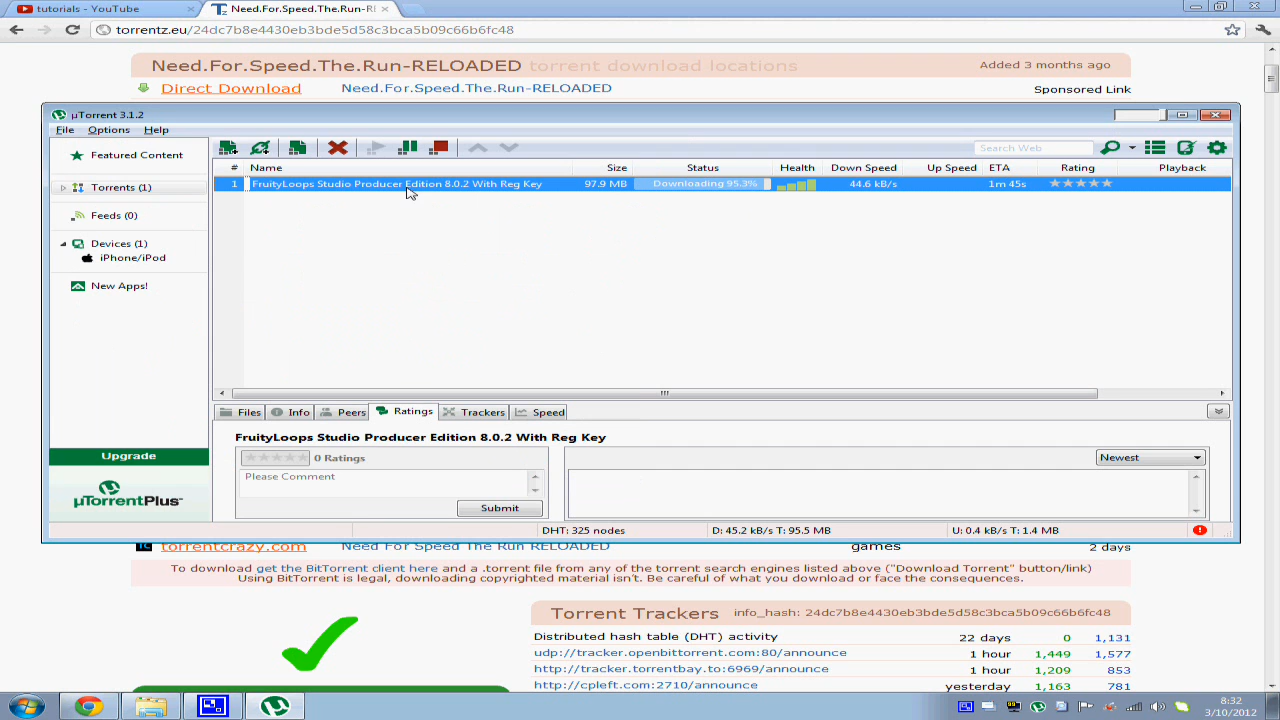 tutorials - YouTube
Need.For.Speed.The.Run-RI
torrentz.eu/24dc7b8e4430eb3bde5d58c3bca5b09c66b6fc48
Need.For.Speed.The.Run-RELOADED torrent download locations
Added 3 months ago
Direct Download
Need.For.Speed.The.Run-RELOADED
Sponsored Link
µTorrent 3.1.2
File Options Help
Featured Content
Torrents (1)
Feeds (0)
Devices (1)
iPhone/iPod
New Apps!
Upgrade
µTorrentPlus
Search Web
# Name Size Status Health Down Speed Up Speed ETA Rating Playback
1 FruityLoops Studio Producer Edition 8.0.2 With Reg Key 97.9 MB Downloading 95.3% 44.6 kB/s 1m 45s
Files Info Peers Ratings Trackers Speed
FruityLoops Studio Producer Edition 8.0.2 With Reg Key
0 Ratings
Newest
Please Comment
Submit
DHT: 325 nodes D: 45.2 kB/s T: 95.5 MB U: 0.4 kB/s T: 1.4 MB
torrentcrazy.com Need For Speed The Run RELOADED games 2 days
To download get the BitTorrent client here and a .torrent file from any of the torrent search engines listed above ("Download Torrent" button/link)
Using BitTorrent is legal, downloading copyrighted material isn't. Be careful of what you download or face the consequences.
Torrent Trackers info_hash: 24dc7b8e4430eb3bde5d58c3bca5b09c66b6fc48
Distributed hash table (DHT) activity 22 days 0 1,131
udp://tracker.openbittorrent.com:80/announce 1 hour 1,449 1,577
http://tracker.torrentbay.to:6969/announce 1 hour 1,209 853
http://cpleft.com:2710/announce yesterday 1,163 781
8:32
3/10/2012